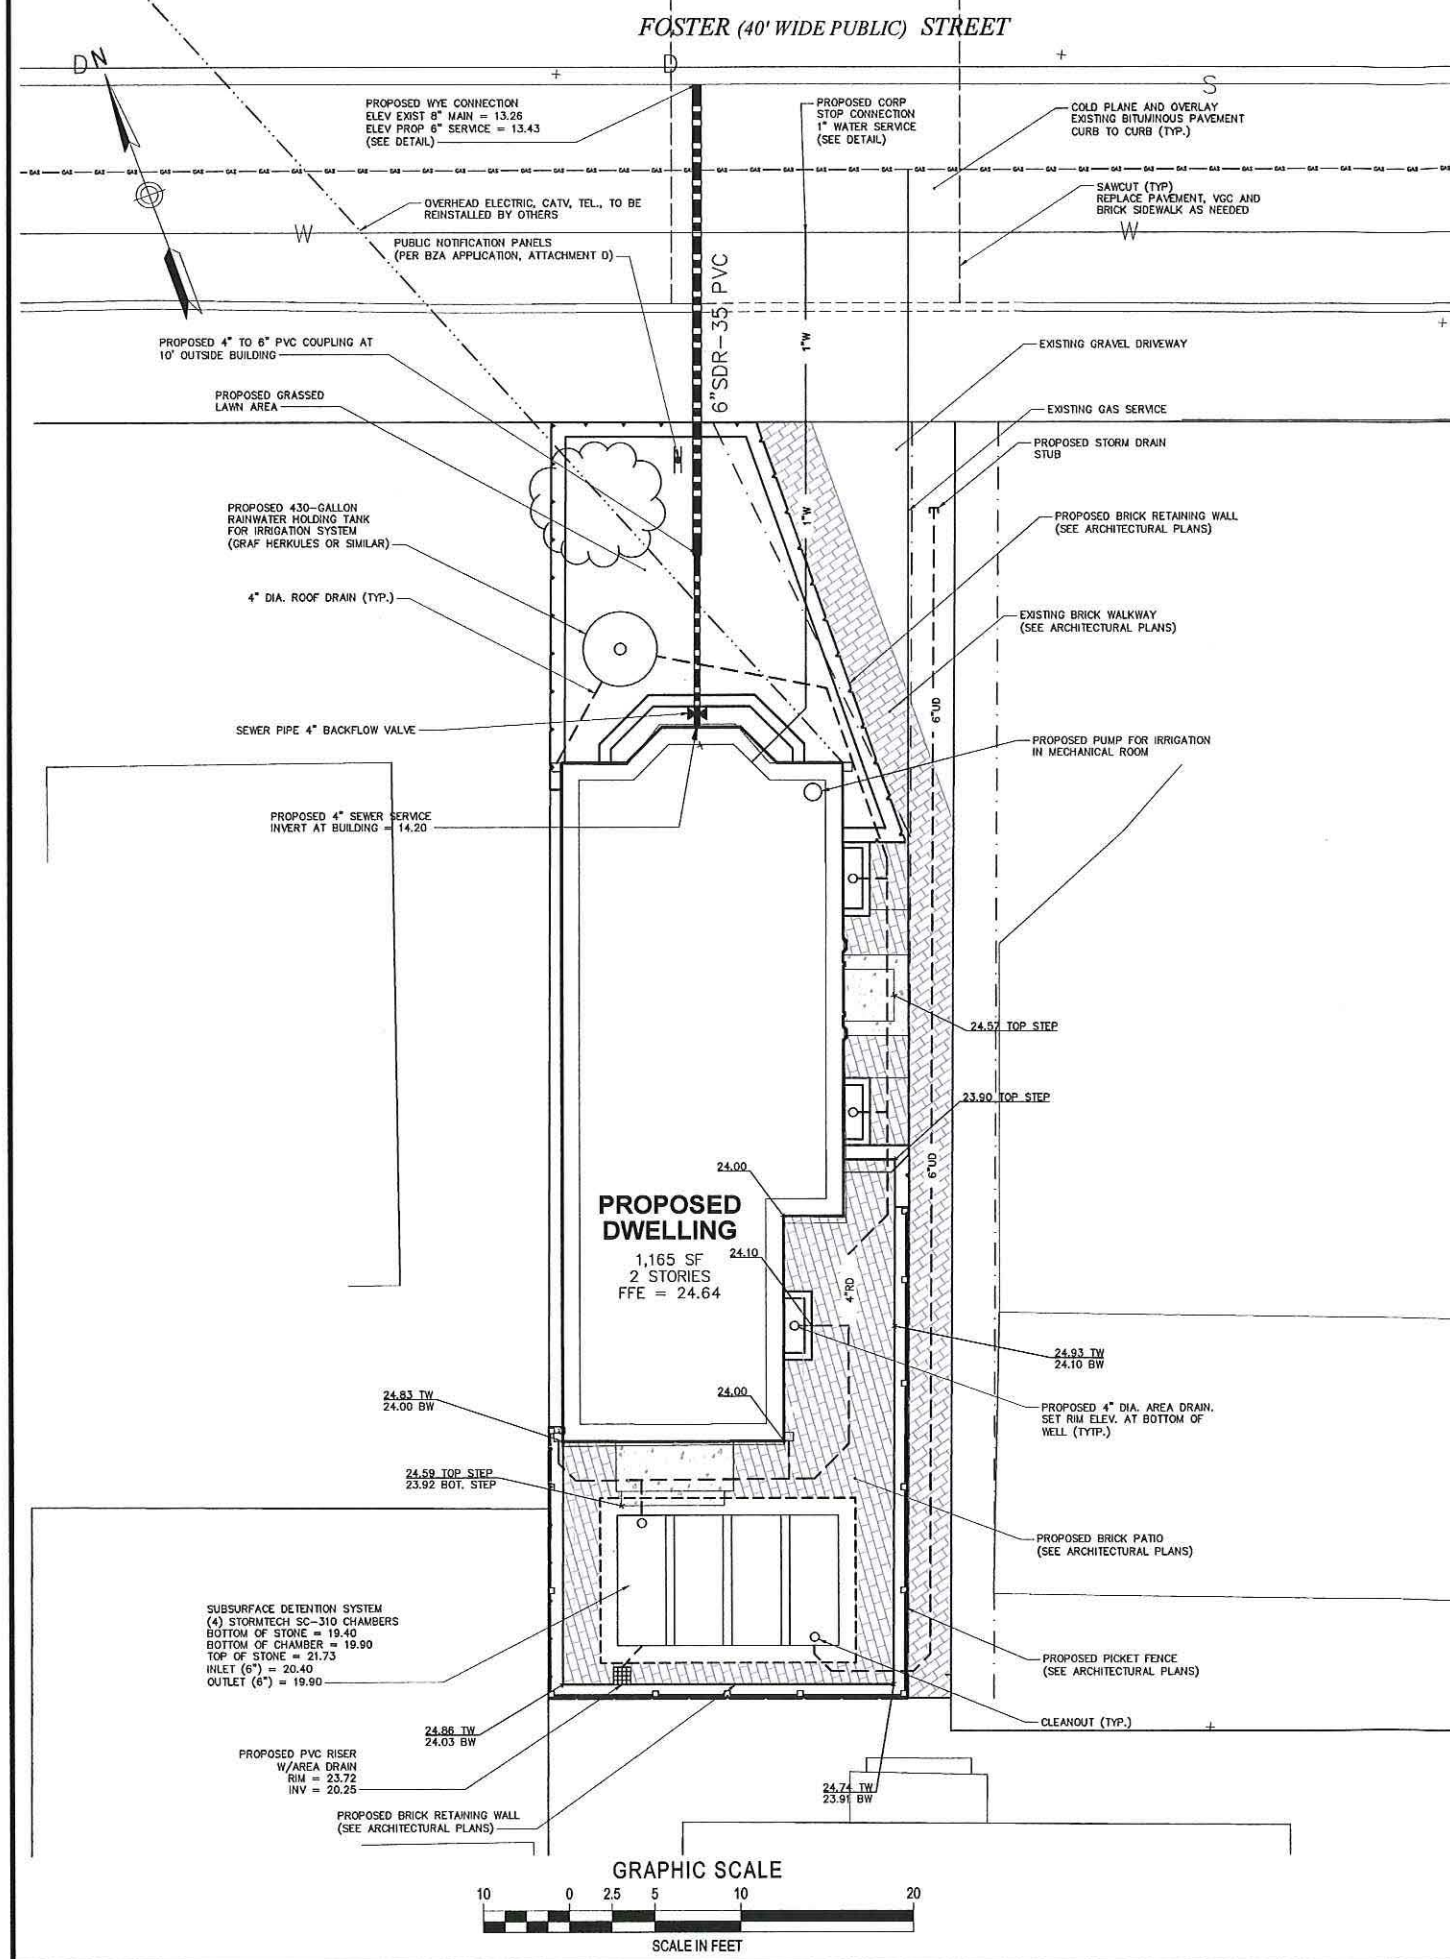 FOSTER (40' WIDE PUBLIC) STREET
D
N
D
S
PROPOSED WYE CONNECTION
ELEV EXIST 8" MAIN = 13.26
ELEV PROP 6" SERVICE = 13.43
(SEE DETAIL)
PROPOSED CORP
STOP CONNECTION
1" WATER SERVICE
(SEE DETAIL)
COLD PLANE AND OVERLAY
EXISTING BITUMINOUS PAVEMENT
CURB TO CURB (TYP.)
SAWCUT (TYP)
REPLACE PAVEMENT, VGC AND
BRICK SIDEWALK AS NEEDED
OVERHEAD ELECTRIC, CATV, TEL., TO BE
REINSTALLED BY OTHERS
W
W
PUBLIC NOTIFICATION PANELS
(PER BZA APPLICATION, ATTACHMENT D)
6"SDR-35 PVC
1"W
PROPOSED 4" TO 6" PVC COUPLING AT
10' OUTSIDE BUILDING
EXISTING GRAVEL DRIVEWAY
PROPOSED GRASSED
LAWN AREA
EXISTING GAS SERVICE
PROPOSED STORM DRAIN
STUB
PROPOSED 430-GALLON
RAINWATER HOLDING TANK
FOR IRRIGATION SYSTEM
(GRAF HERKULES OR SIMILAR)
1"W
PROPOSED BRICK RETAINING WALL
(SEE ARCHITECTURAL PLANS)
4" DIA. ROOF DRAIN (TYP.)
EXISTING BRICK WALKWAY
(SEE ARCHITECTURAL PLANS)
6"UD
SEWER PIPE 4" BACKFLOW VALVE
PROPOSED PUMP FOR IRRIGATION
IN MECHANICAL ROOM
PROPOSED 4" SEWER SERVICE
INVERT AT BUILDING = 14.20
24.57 TOP STEP
23.90 TOP STEP
6"UD
24.00
PROPOSED
DWELLING
1,165 SF
2 STORIES
FFE = 24.64
24.10
4"RD
24.93 TW
24.10 BW
24.83 TW
24.00 BW
24.00
PROPOSED 4" DIA. AREA DRAIN.
SET RIM ELEV. AT BOTTOM OF
WELL (TYTP.)
24.59 TOP STEP
23.92 BOT. STEP
PROPOSED BRICK PATIO
(SEE ARCHITECTURAL PLANS)
SUBSURFACE DETENTION SYSTEM
(4) STORMTECH SC-310 CHAMBERS
BOTTOM OF STONE = 19.40
BOTTOM OF CHAMBER = 19.90
TOP OF STONE = 21.73
INLET (6") = 20.40
OUTLET (6") = 19.90
PROPOSED PICKET FENCE
(SEE ARCHITECTURAL PLANS)
CLEANOUT (TYP.)
24.86 TW
24.03 BW
PROPOSED PVC RISER
W/AREA DRAIN
RIM = 23.72
INV = 20.25
24.74 TW
23.91 BW
PROPOSED BRICK RETAINING WALL
(SEE ARCHITECTURAL PLANS)
GRAPHIC SCALE
10 0 2.5 5 10 20
SCALE IN FEET